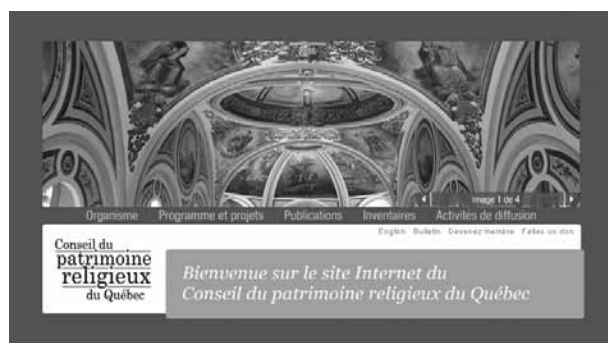 Image 1 de 4
Organisme Programme et projets Publications Inventaires Activités de diffusion
English Bulletin Devenez membre Faites un don
Conseil du
patrimoine
religieux
du Québec
Bienvenue sur le site Internet du
Conseil du patrimoine religieux du Québec